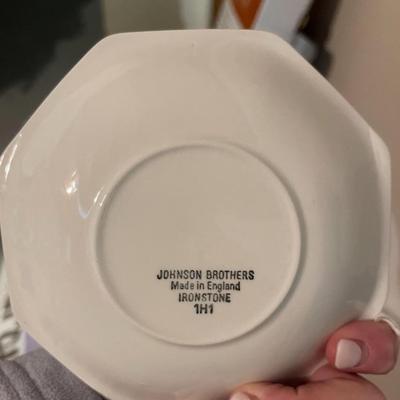 JOHNSON BROTHERS
Made in England
IRONSTONE
1H1